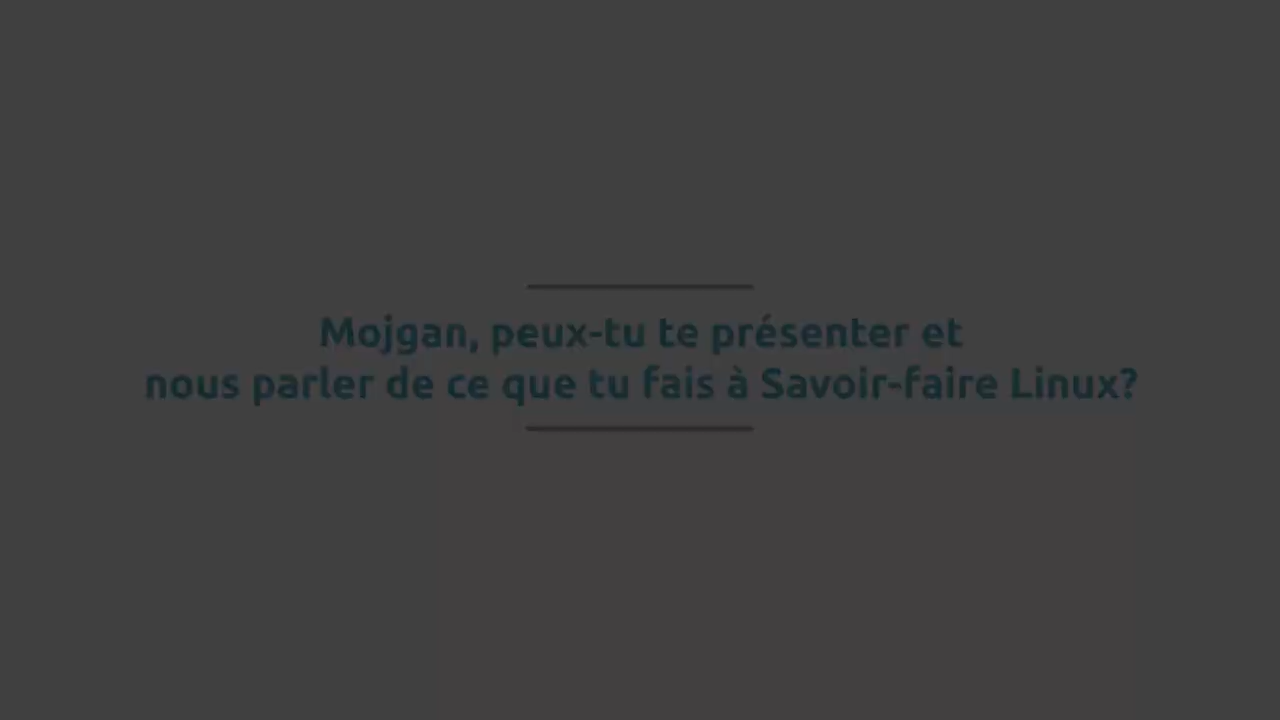 Mojgan, peux-tu te présenter et
nous parler de ce que tu fais à Savoir-faire Linux?